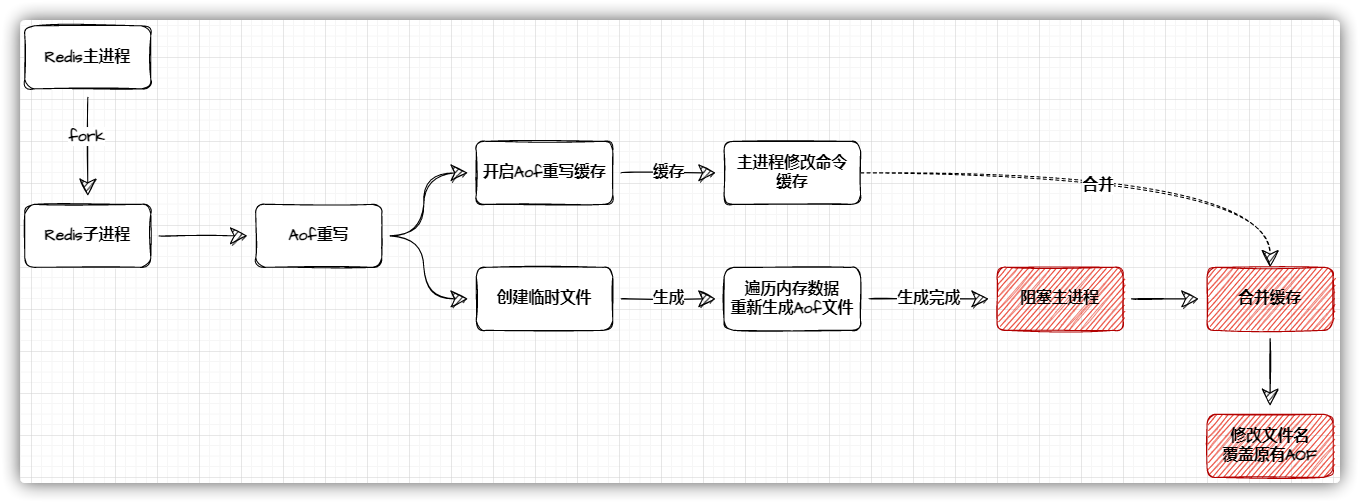 Redis主进程
fork
Redis子进程
Aof重写
开启Aof重写缓存
缓存
主进程修改命令
缓存
合并
创建临时文件
生成
遍历内存数据
重新生成Aof文件
生成完成
阻塞主进程
合并缓存
修改文件名
覆盖原有AOF